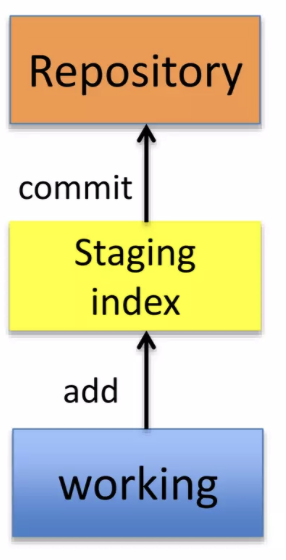 Repository
commit
Staging
index
add
working